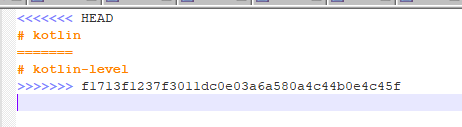 <<<<<<< HEAD
# kotlin
=======
# kotlin-level
>>>>>>> f1713f1237f3011dc0e03a6a580a4c44b0e4c45f